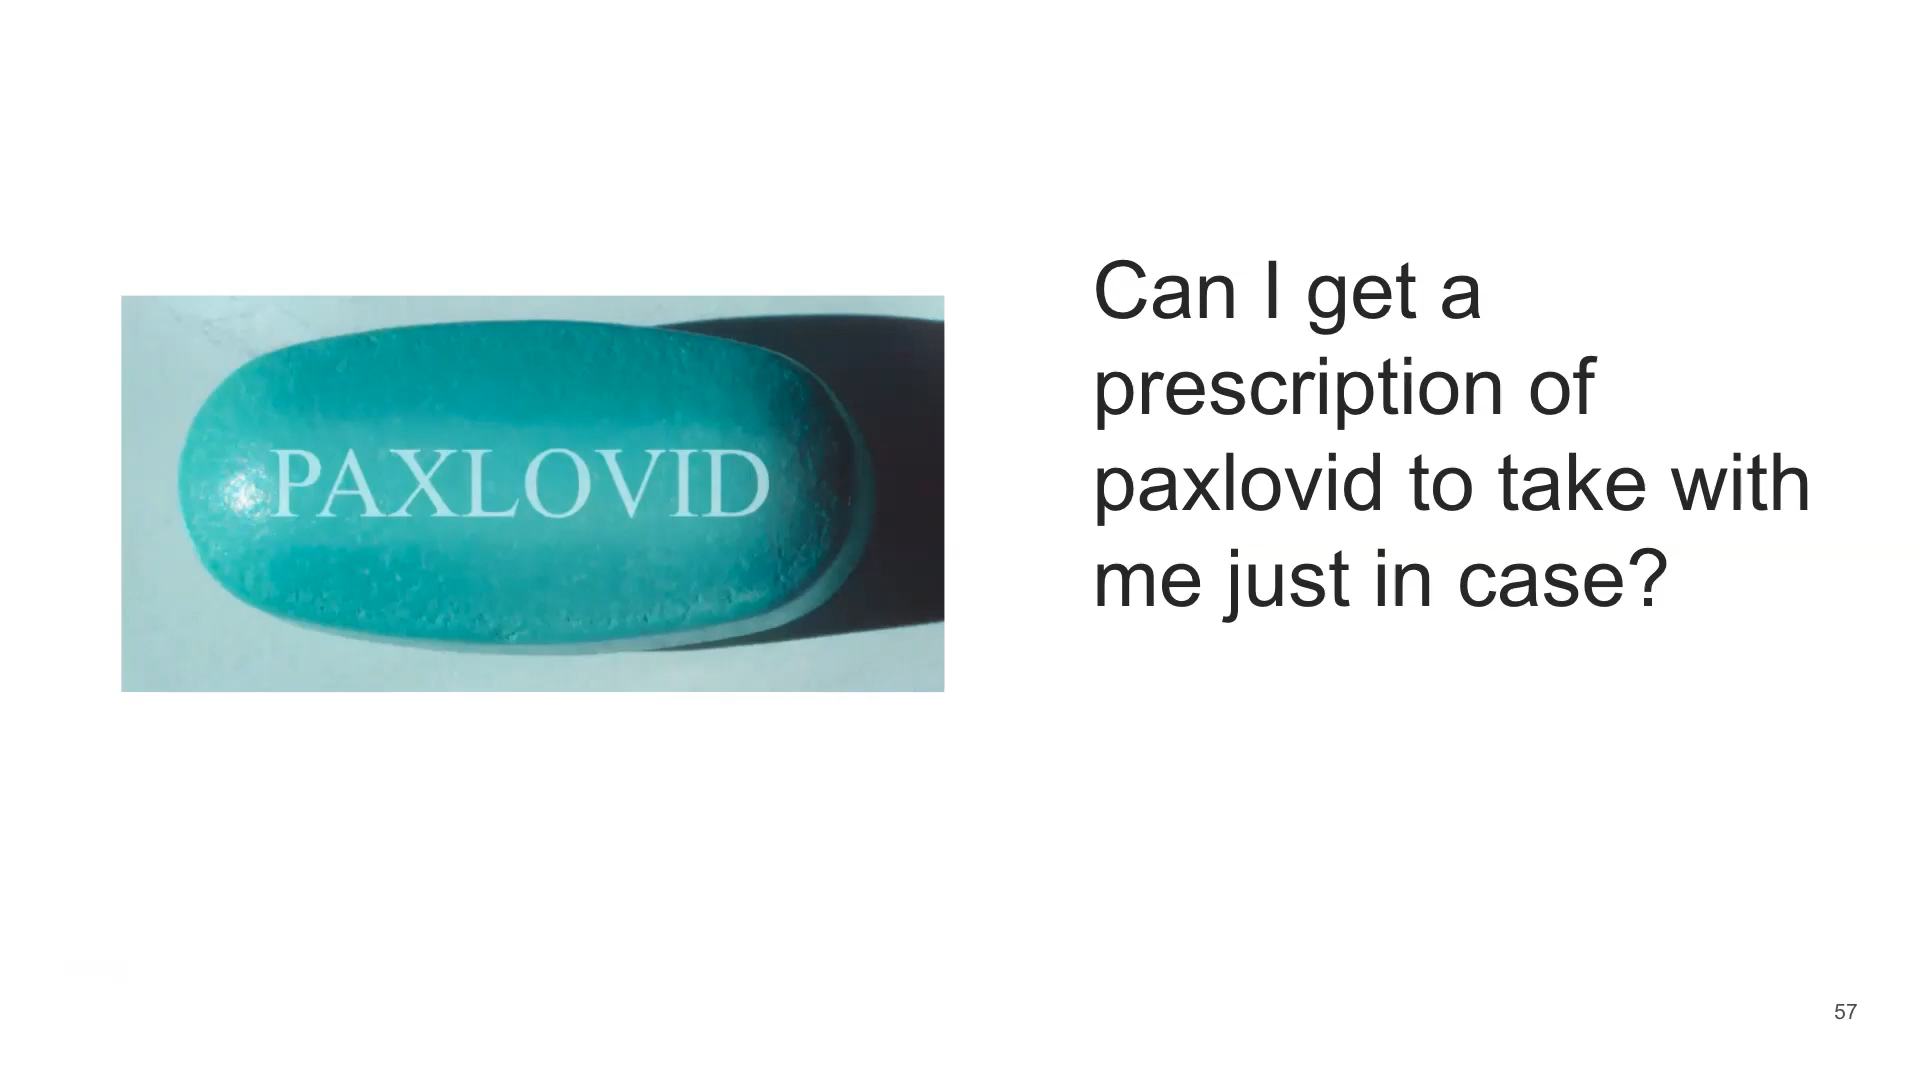 PAXLOVID
Can I get a
prescription of
paxlovid to take with
me just in case?
57